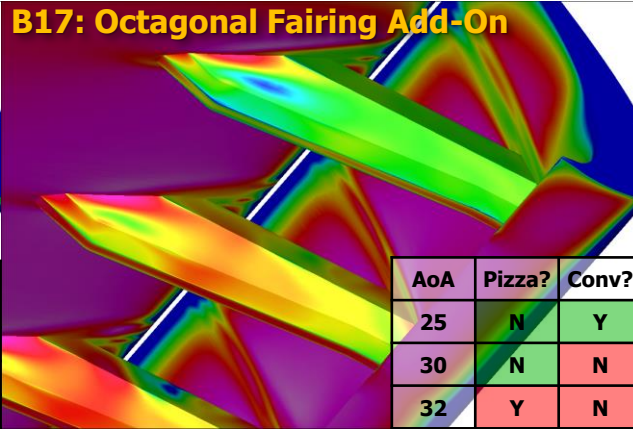 B17: Octagonal Fairing Add-On
AoA Pizza? Conv?
25 N Y
30 N N
32 Y N